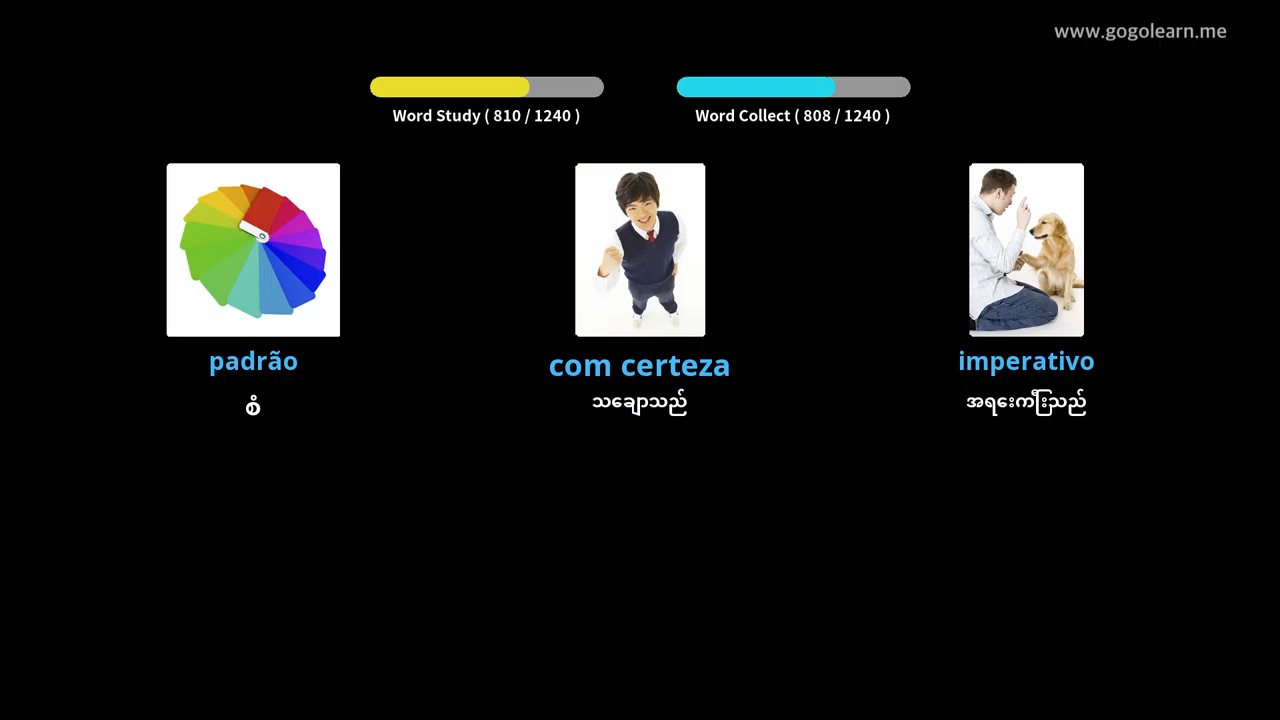 www.gogolearn.me
Word Study ( 810 / 1240 )
Word Collect ( 808 / 1240 )
padrão
com certeza
imperativo
စံ
သချောသည်
အရေးကြီးသည်